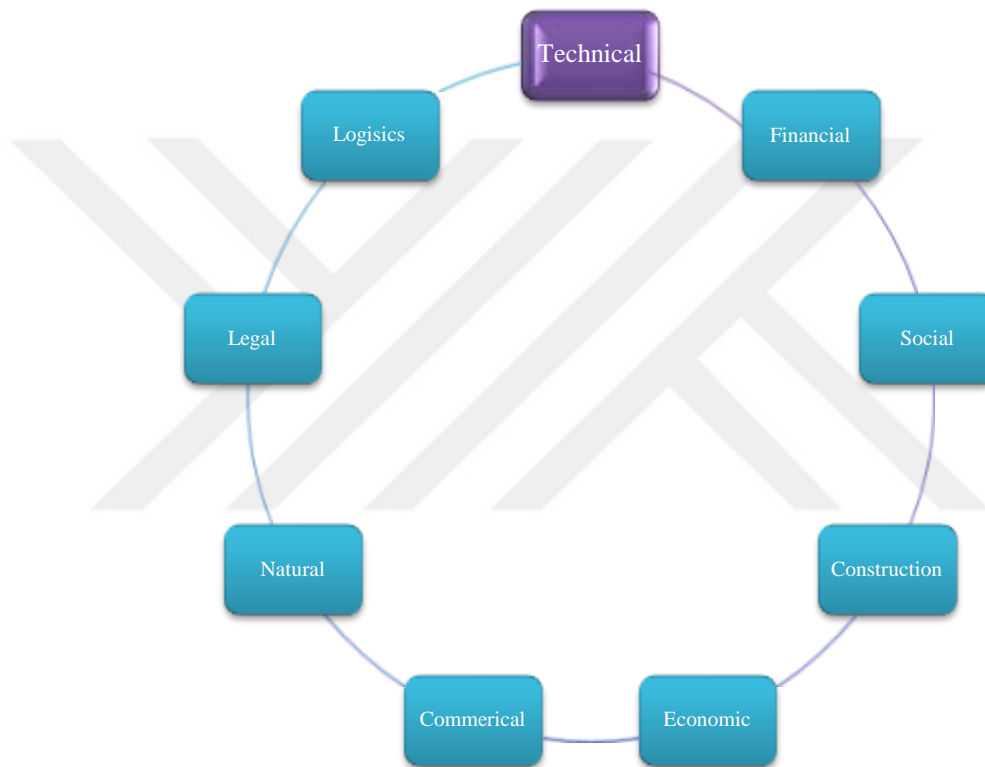 Technical
Financial
Social
Construction
Economic
Commerical
Natural
Legal
Logisics